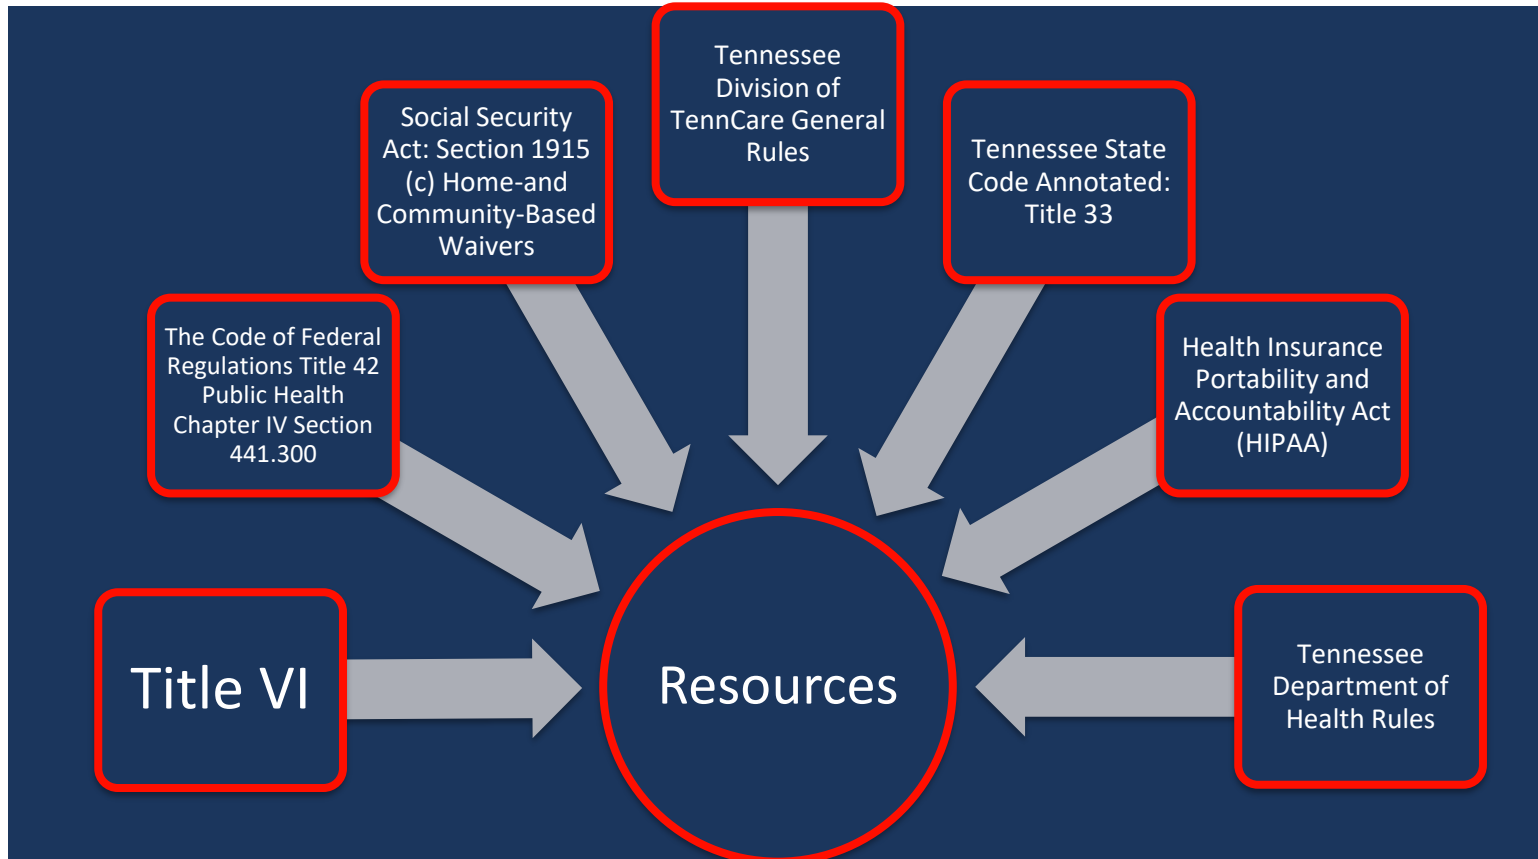 Tennessee
Division of
TennCare General
Rules
Social Security
Act: Section 1915
(c) Home-and
Community-Based
Waivers
Tennessee State
Code Annotated:
Title 33
The Code of Federal
Regulations Title 42
Public Health
Chapter IV Section
441.300
Health Insurance
Portability and
Accountability Act
(HIPAA)
Title VI
Resources
Tennessee
Department of
Health Rules